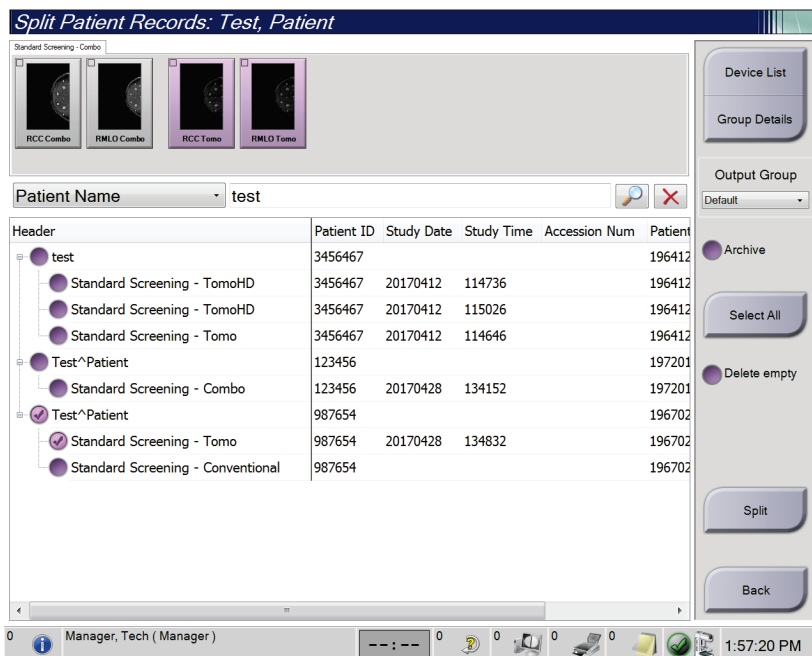 Split Patient Records: Test, Patient
Standard Screening - Combo
RCC Combo RMLO Combo RCC Tomo RMLO Tomo
Device List
Group Details
Output Group
Default
Archive
Select All
Delete empty
Split
Back
Patient Name test
Header Patient ID Study Date Study Time Accession Num Patient
test 3456467 196412
Standard Screening - TomoHD 3456467 20170412 114736 196412
Standard Screening - TomoHD 3456467 20170412 115026 196412
Standard Screening - Tomo 3456467 20170412 114646 196412
Test^Patient 123456 197201
Standard Screening - Combo 123456 20170428 134152 197201
Test^Patient 987654 196702
Standard Screening - Tomo 987654 20170428 134832 196702
Standard Screening - Conventional 987654 196702
0 Manager, Tech ( Manager ) --:-- 0 0 0 0 1:57:20 PM